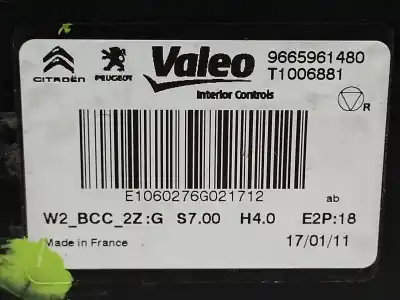 CITROËN
PEUGEOT
Valeo
Interior Controls
9665961480
T1006881
R
E1060276G021712
ab
W2_BCC_2Z:G S7.00 H4.0 E2P:18
Made in France 17/01/11